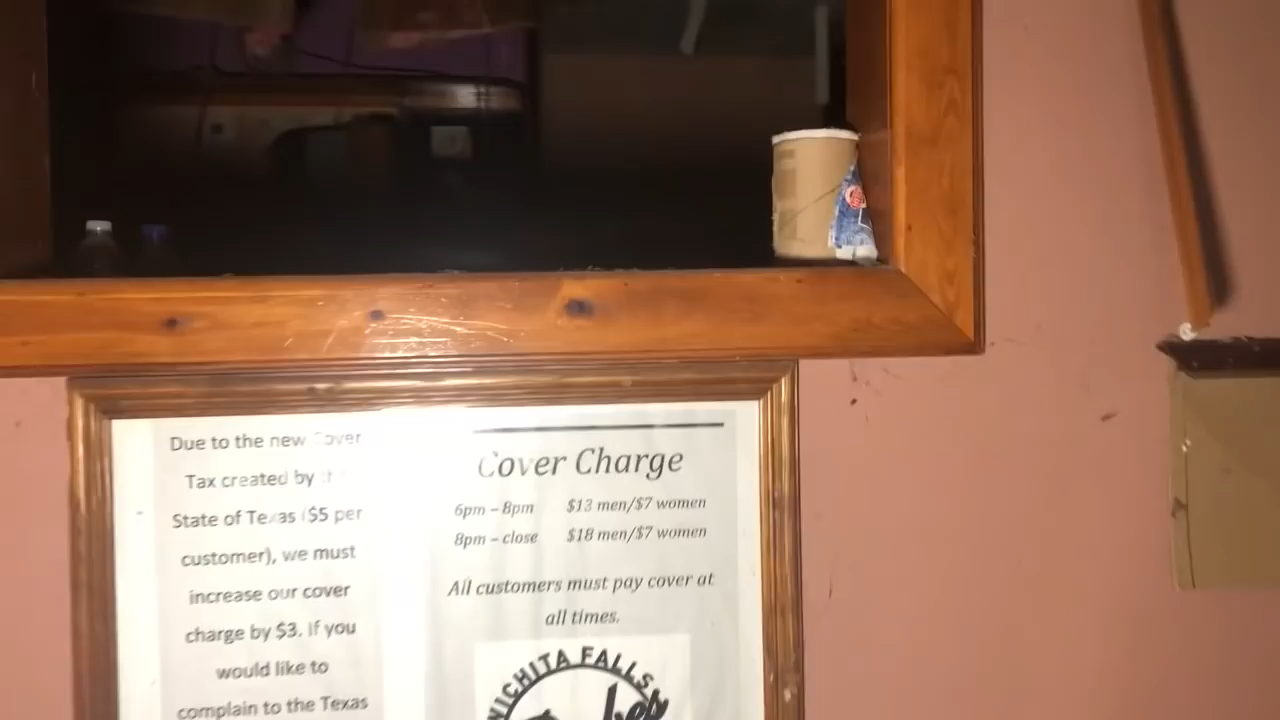 Due to the new Cover
Tax created by
State of Texas ($5 per
customer), we must
increase our cover
charge by $3. If you
would like to
complain to the Texas
Cover Charge
6pm – 8pm $13 men/$7 women
8pm – close $18 men/$7 women
All customers must pay cover at
all times.
WICHITA FALLS